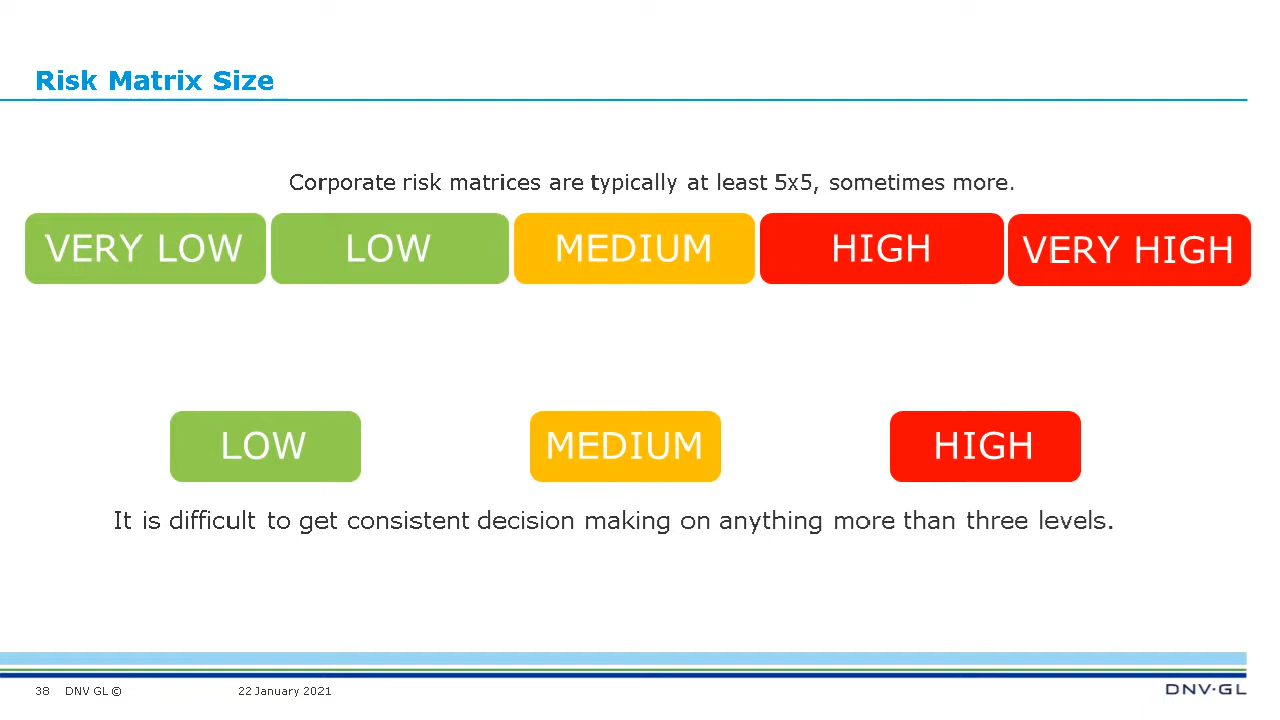 Risk Matrix Size
Corporate risk matrices are typically at least 5x5, sometimes more.
VERY LOW LOW MEDIUM HIGH VERY HIGH
LOW MEDIUM HIGH
It is difficult to get consistent decision making on anything more than three levels.
38 DNV GL © 22 January 2021 DNV·GL